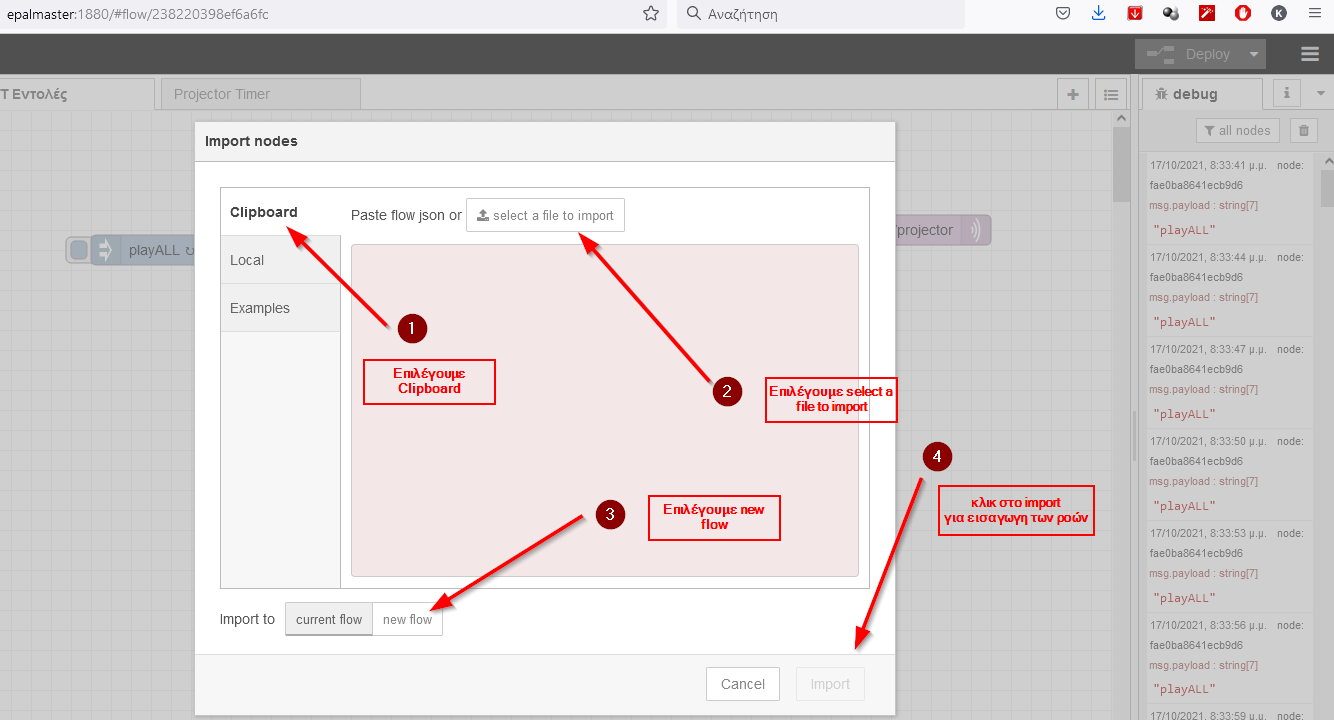 epalmaster:1880/#flow/238220398ef6a6fc
Αναζήτηση
K
Deploy
Τ Εντολές
Projector Timer
debug
i
all nodes
Import nodes
Clipboard
Local
Examples
Paste flow json or
select a file to import
playALL ↻
/projector
1
Επιλέγουμε
Clipboard
2
Επιλέγουμε select a
file to import
3
Επιλέγουμε new
flow
4
κλικ στο import
για εισαγωγη των ροών
Import to
current flow
new flow
Cancel
Import
17/10/2021, 8:33:41 μ.μ. node:
fae0ba8641ecb9d6
msg.payload : string[7]
"playALL"
17/10/2021, 8:33:44 μ.μ. node:
fae0ba8641ecb9d6
msg.payload : string[7]
"playALL"
17/10/2021, 8:33:47 μ.μ. node:
fae0ba8641ecb9d6
msg.payload : string[7]
"playALL"
17/10/2021, 8:33:50 μ.μ. node:
fae0ba8641ecb9d6
msg.payload : string[7]
"playALL"
17/10/2021, 8:33:53 μ.μ. node:
fae0ba8641ecb9d6
msg.payload : string[7]
"playALL"
17/10/2021, 8:33:56 μ.μ. node:
fae0ba8641ecb9d6
msg.payload : string[7]
"playALL"
17/10/2021, 8:33:59 μ.μ. node: